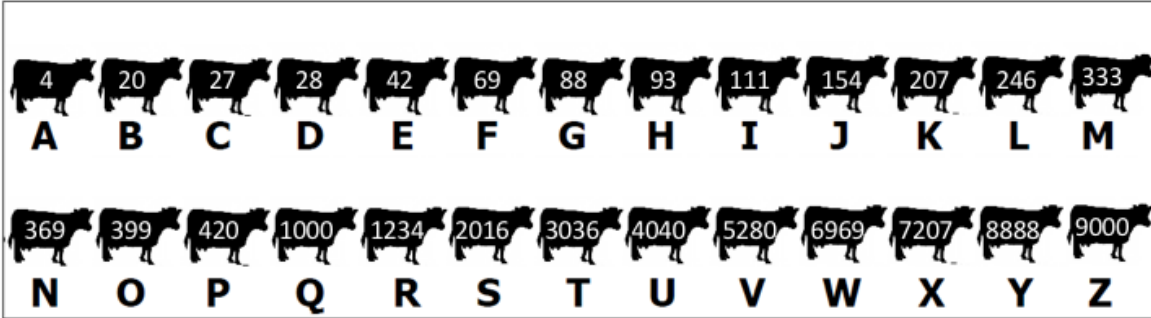 4 20 27 28 42 69 88 93 111 154 207 246 333
A B C D E F G H I J K L M
369 399 420 1000 1234 2016 3036 4040 5280 6969 7207 8888 9000
N O P Q R S T U V W X Y Z